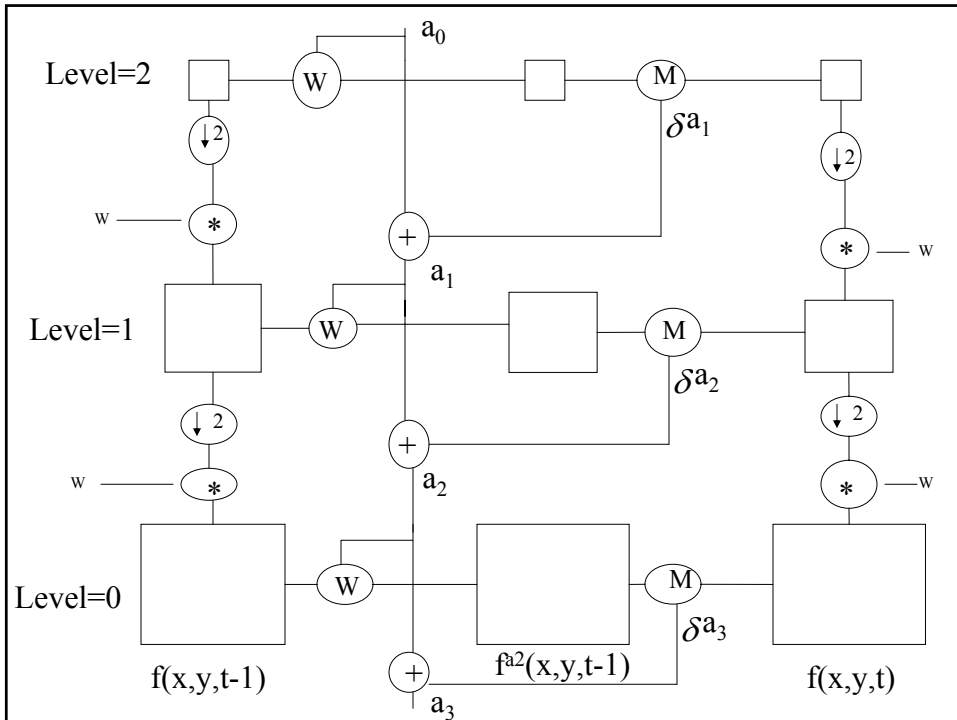 a₀
Level=2
W
M
δa₁
↓2
↓2
w
*
*
w
+
a₁
Level=1
W
M
δa₂
↓2
↓2
+
w
*
*
w
a₂
Level=0
W
M
δa₃
f(x,y,t-1)
fᵃ²(x,y,t-1)
f(x,y,t)
+
a₃